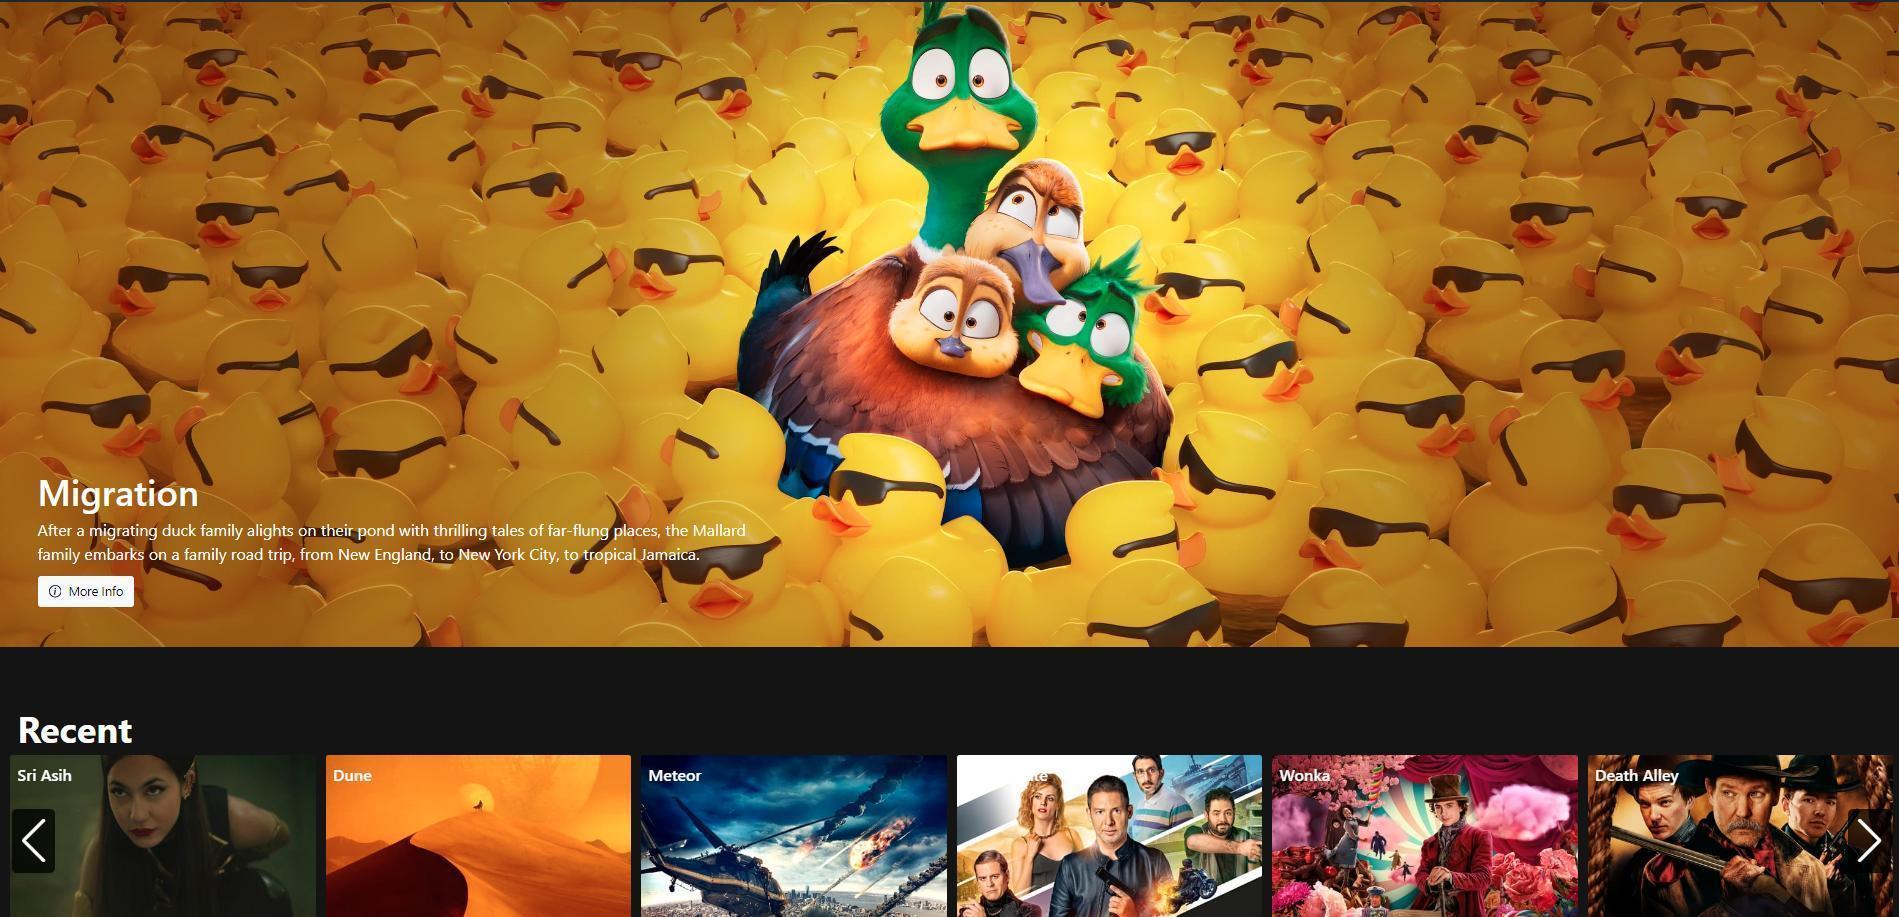 Migration
After a migrating duck family alights on their pond with thrilling tales of far-flung places, the Mallard
family embarks on a family road trip, from New England, to New York City, to tropical Jamaica.
More Info
Recent
Sri Asih
Dune
Meteor
Wonka
Death Alley